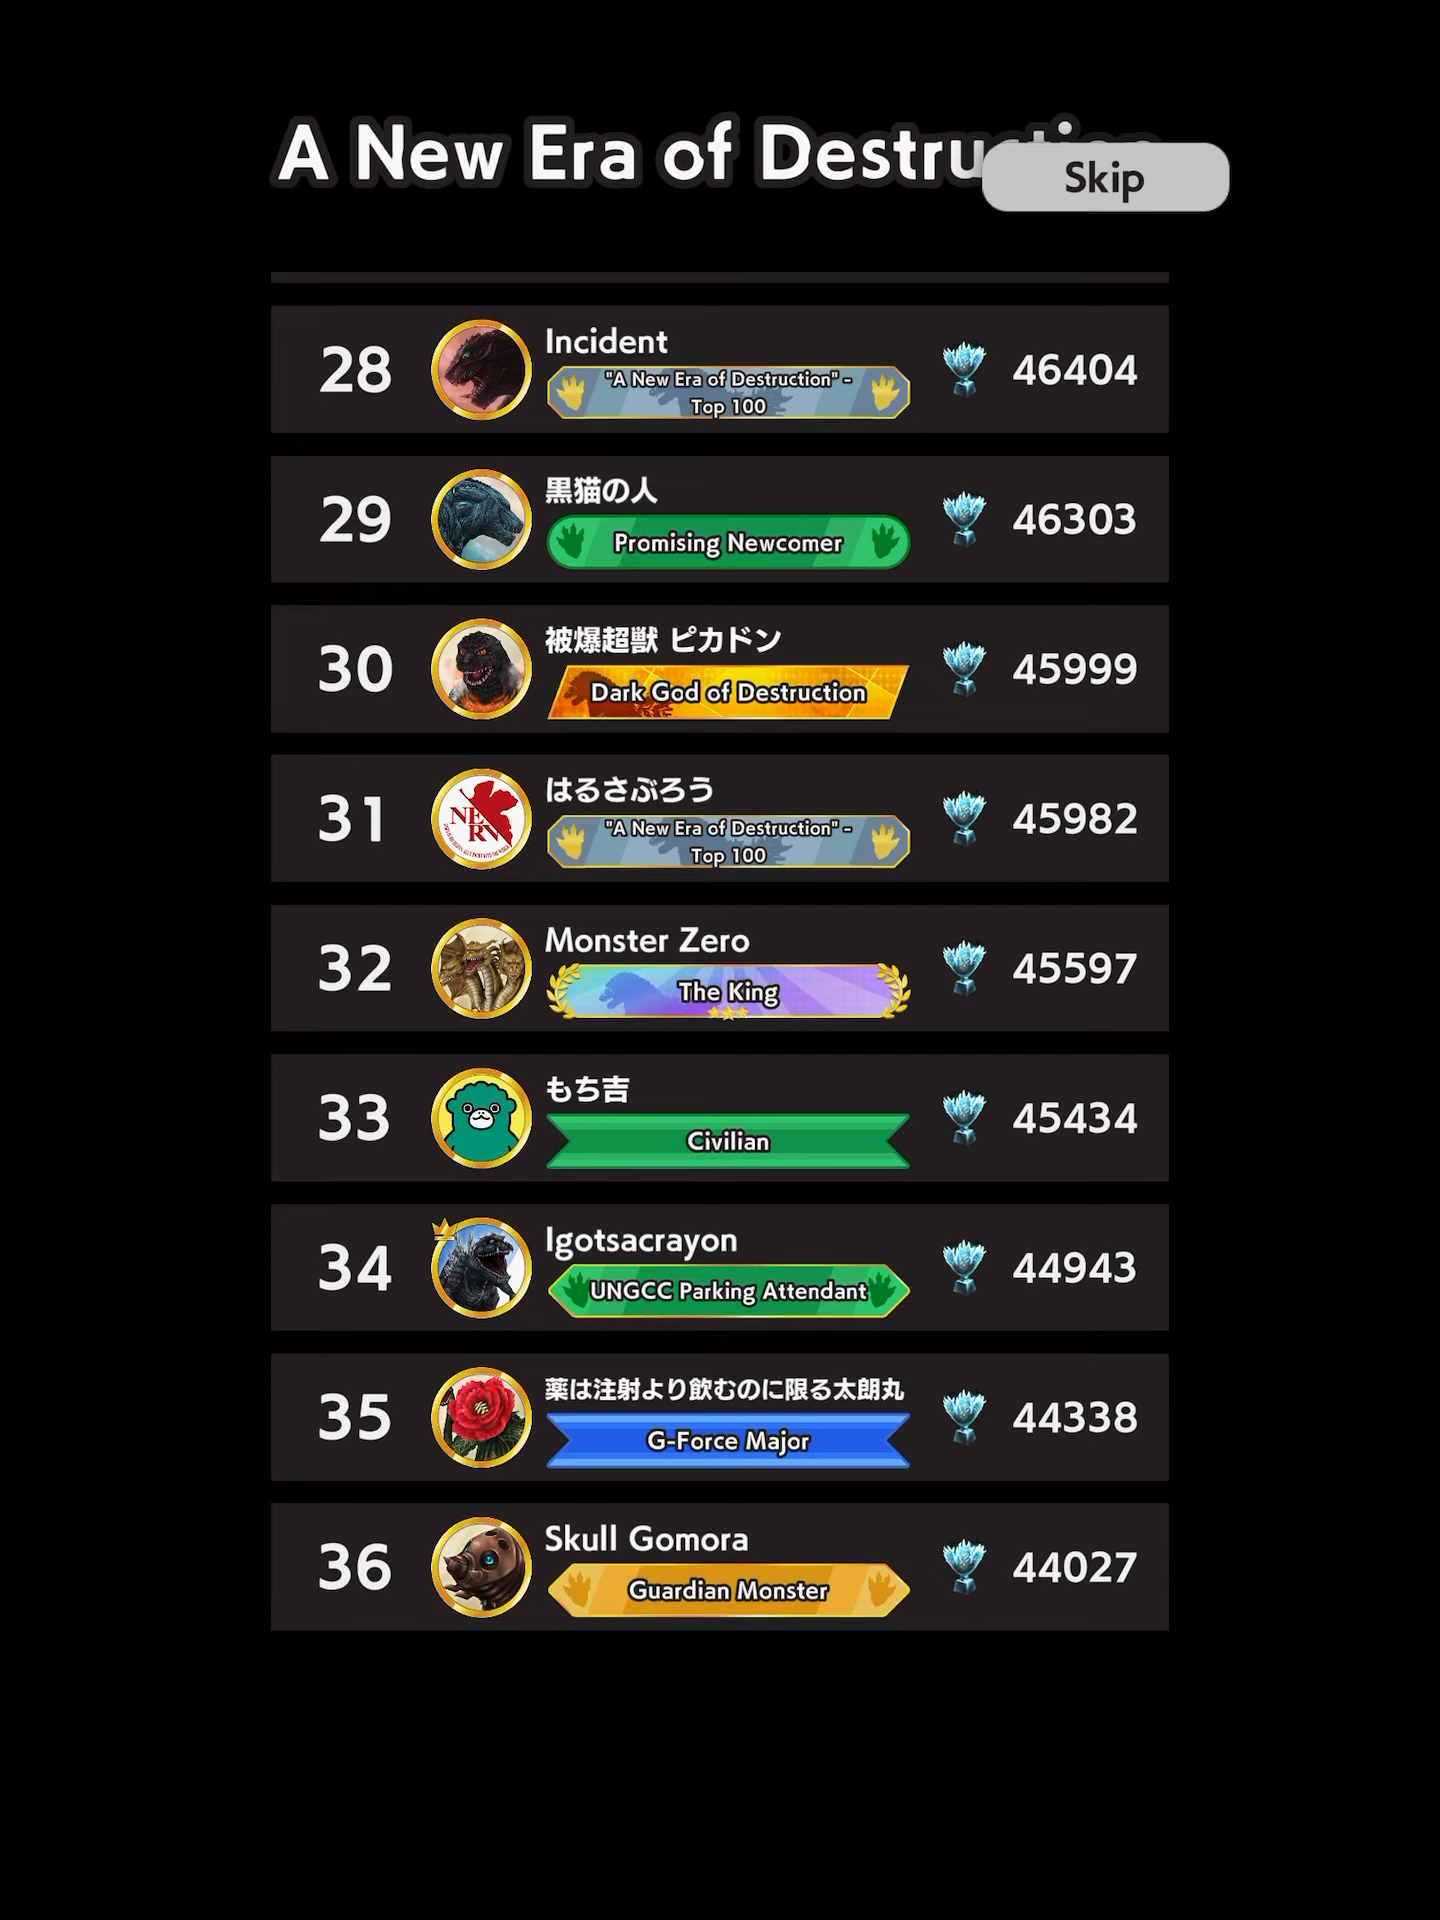 A New Era of Destruction
Skip
28
Incident
"A New Era of Destruction" -
Top 100
46404
29
黒猫の人
Promising Newcomer
46303
30
被爆超獣 ピカドン
Dark God of Destruction
45999
31
NERV
はるさぶろう
"A New Era of Destruction" -
Top 100
45982
32
Monster Zero
The King
45597
33
もち吉
Civilian
45434
34
Igotsacrayon
UNGCC Parking Attendant
44943
35
薬は注射より飲むのに限る太朗丸
G-Force Major
44338
36
Skull Gomora
Guardian Monster
44027